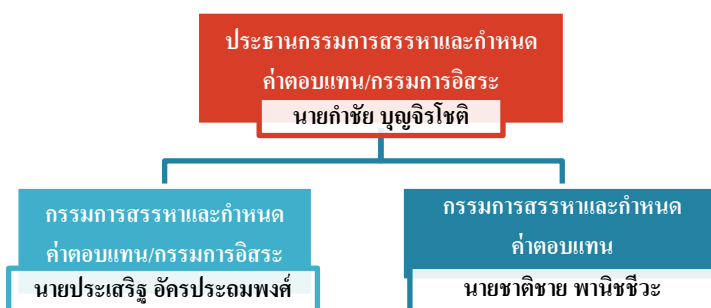 ประธานกรรมการสรรหาและกำหนด
ค่าตอบแทน/กรรมการอิสระ
นายกำชัย บุญจิรโชติ
กรรมการสรรหาและกำหนด
ค่าตอบแทน/กรรมการอิสระ
นายประเสริฐ อัครประถมพงศ์
กรรมการสรรหาและกำหนด
ค่าตอบแทน
นายชาติชาย พานิชชีวะ